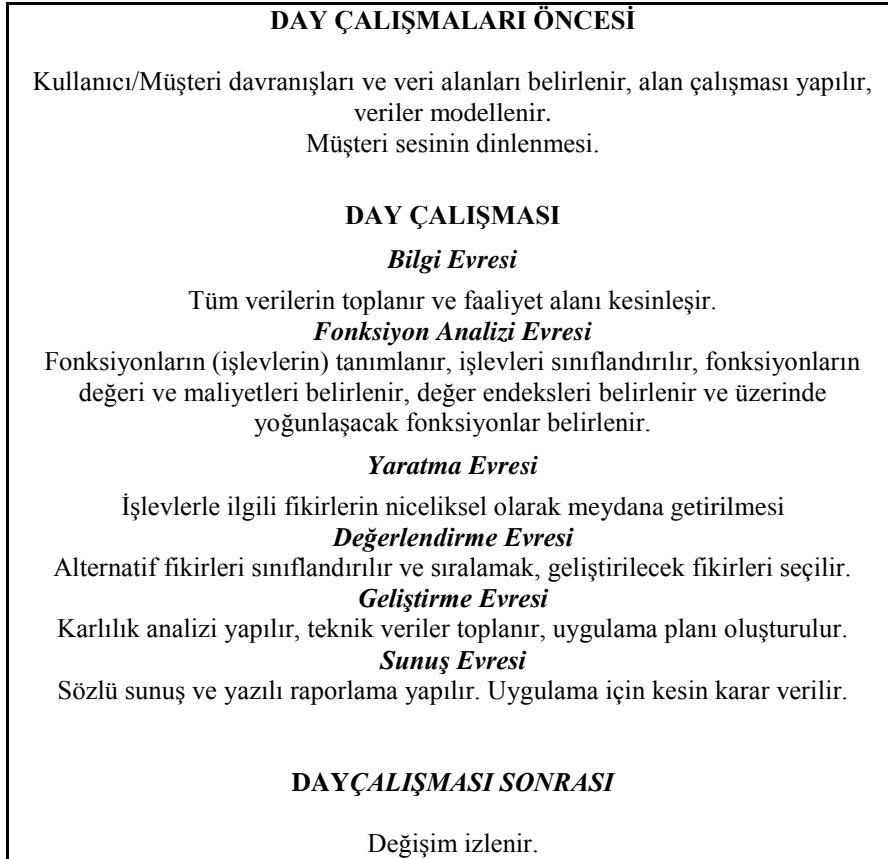 DAY ÇALIŞMALARI ÖNCESİ
Kullanıcı/Müşteri davranışları ve veri alanları belirlenir, alan çalışması yapılır,
veriler modellenir.
Müşteri sesinin dinlenmesi.
DAY ÇALIŞMASI
Bilgi Evresi
Tüm verilerin toplanır ve faaliyet alanı kesinleşir.
Fonksiyon Analizi Evresi
Fonksiyonların (işlevlerin) tanımlanır, işlevleri sınıflandırılır, fonksiyonların
değeri ve maliyetleri belirlenir, değer endeksleri belirlenir ve üzerinde
yoğunlaşacak fonksiyonlar belirlenir.
Yaratma Evresi
İşlevlerle ilgili fikirlerin niceliksel olarak meydana getirilmesi
Değerlendirme Evresi
Alternatif fikirleri sınıflandırılır ve sıralamak, geliştirilecek fikirleri seçilir.
Geliştirme Evresi
Karlılık analizi yapılır, teknik veriler toplanır, uygulama planı oluşturulur.
Sunuş Evresi
Sözlü sunuş ve yazılı raporlama yapılır. Uygulama için kesin karar verilir.
DAYÇALIŞMASI SONRASI
Değişim izlenir.